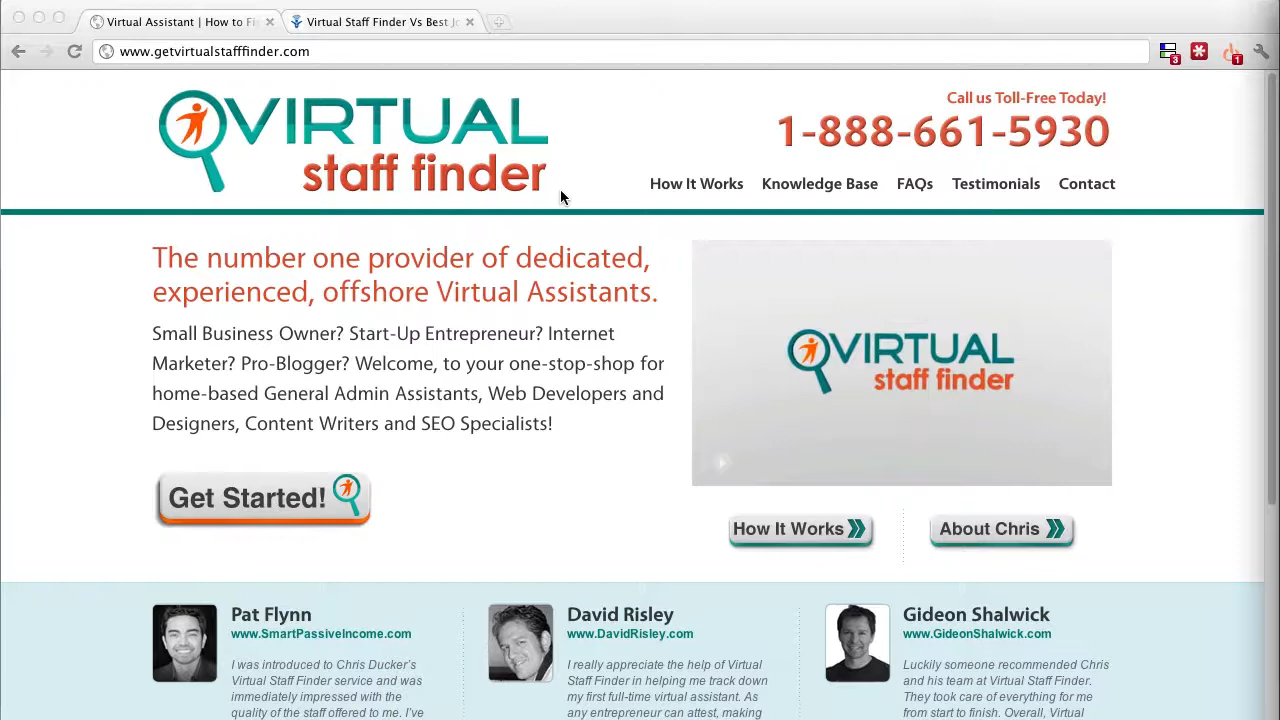 Virtual Assistant | How to Fi
Virtual Staff Finder Vs Best Jo
www.getvirtualstafffinder.com
3
1
VIRTUAL
staff finder
Call us Toll-Free Today!
1-888-661-5930
How It Works Knowledge Base FAQs Testimonials Contact
The number one provider of dedicated,
experienced, offshore Virtual Assistants.
Small Business Owner? Start-Up Entrepreneur? Internet
Marketer? Pro-Blogger? Welcome, to your one-stop-shop for
home-based General Admin Assistants, Web Developers and
Designers, Content Writers and SEO Specialists!
Get Started!
VIRTUAL
staff finder
How It Works
About Chris
Pat Flynn
www.SmartPassiveIncome.com
I was introduced to Chris Ducker's
Virtual Staff Finder service and was
immediately impressed with the
quality of the staff offered to me. I've
David Risley
www.DavidRisley.com
I really appreciate the help of Virtual
Staff Finder in helping me track down
my first full-time virtual assistant. As
any entrepreneur can attest, making
Gideon Shalwick
www.GideonShalwick.com
Luckily someone recommended Chris
and his team at Virtual Staff Finder.
They took care of everything for me
from start to finish. Overall, Virtual